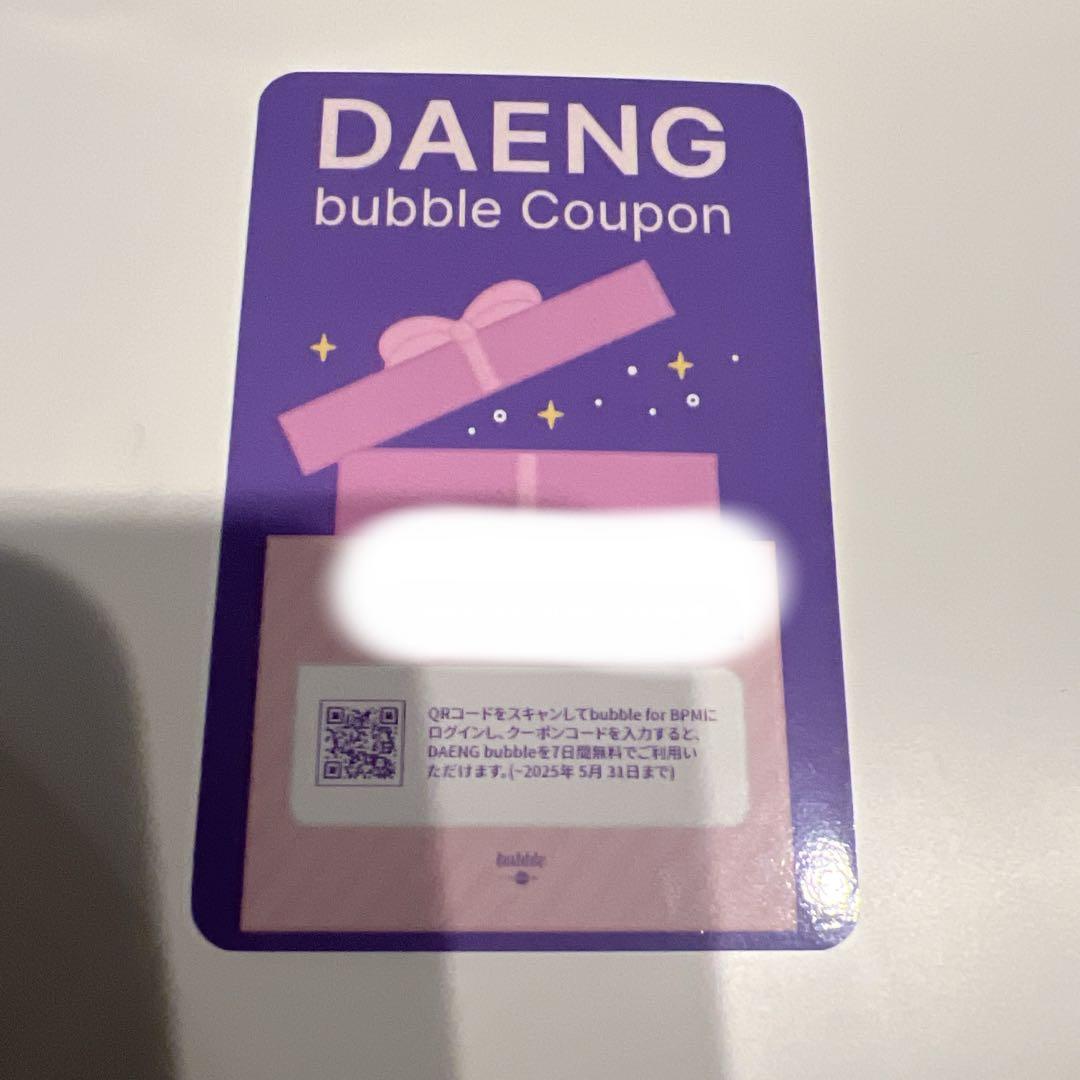 DAENG
bubble Coupon
QRコードをスキャンしてbubble for BPMに
ログインし、クーポンコードを入力すると、
DAENG bubbleを7日間無料でご利用い
ただけます。(~2025年 5月 31日まで)
bubble